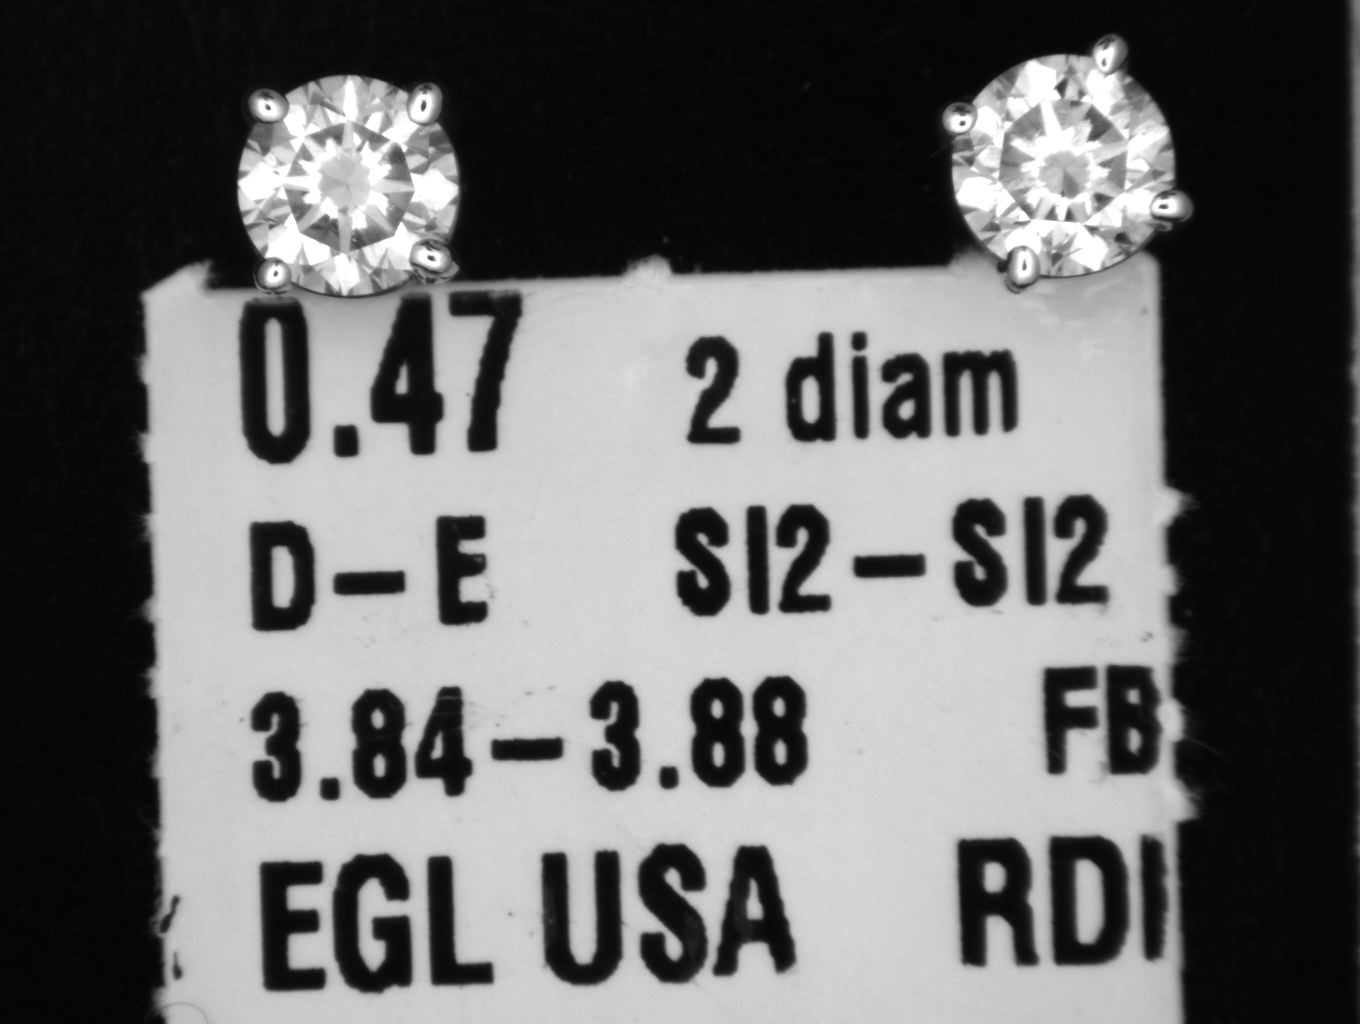 0.47 2 diam
D-E SI2-SI2
3.84-3.88 FB
EGL USA RDI